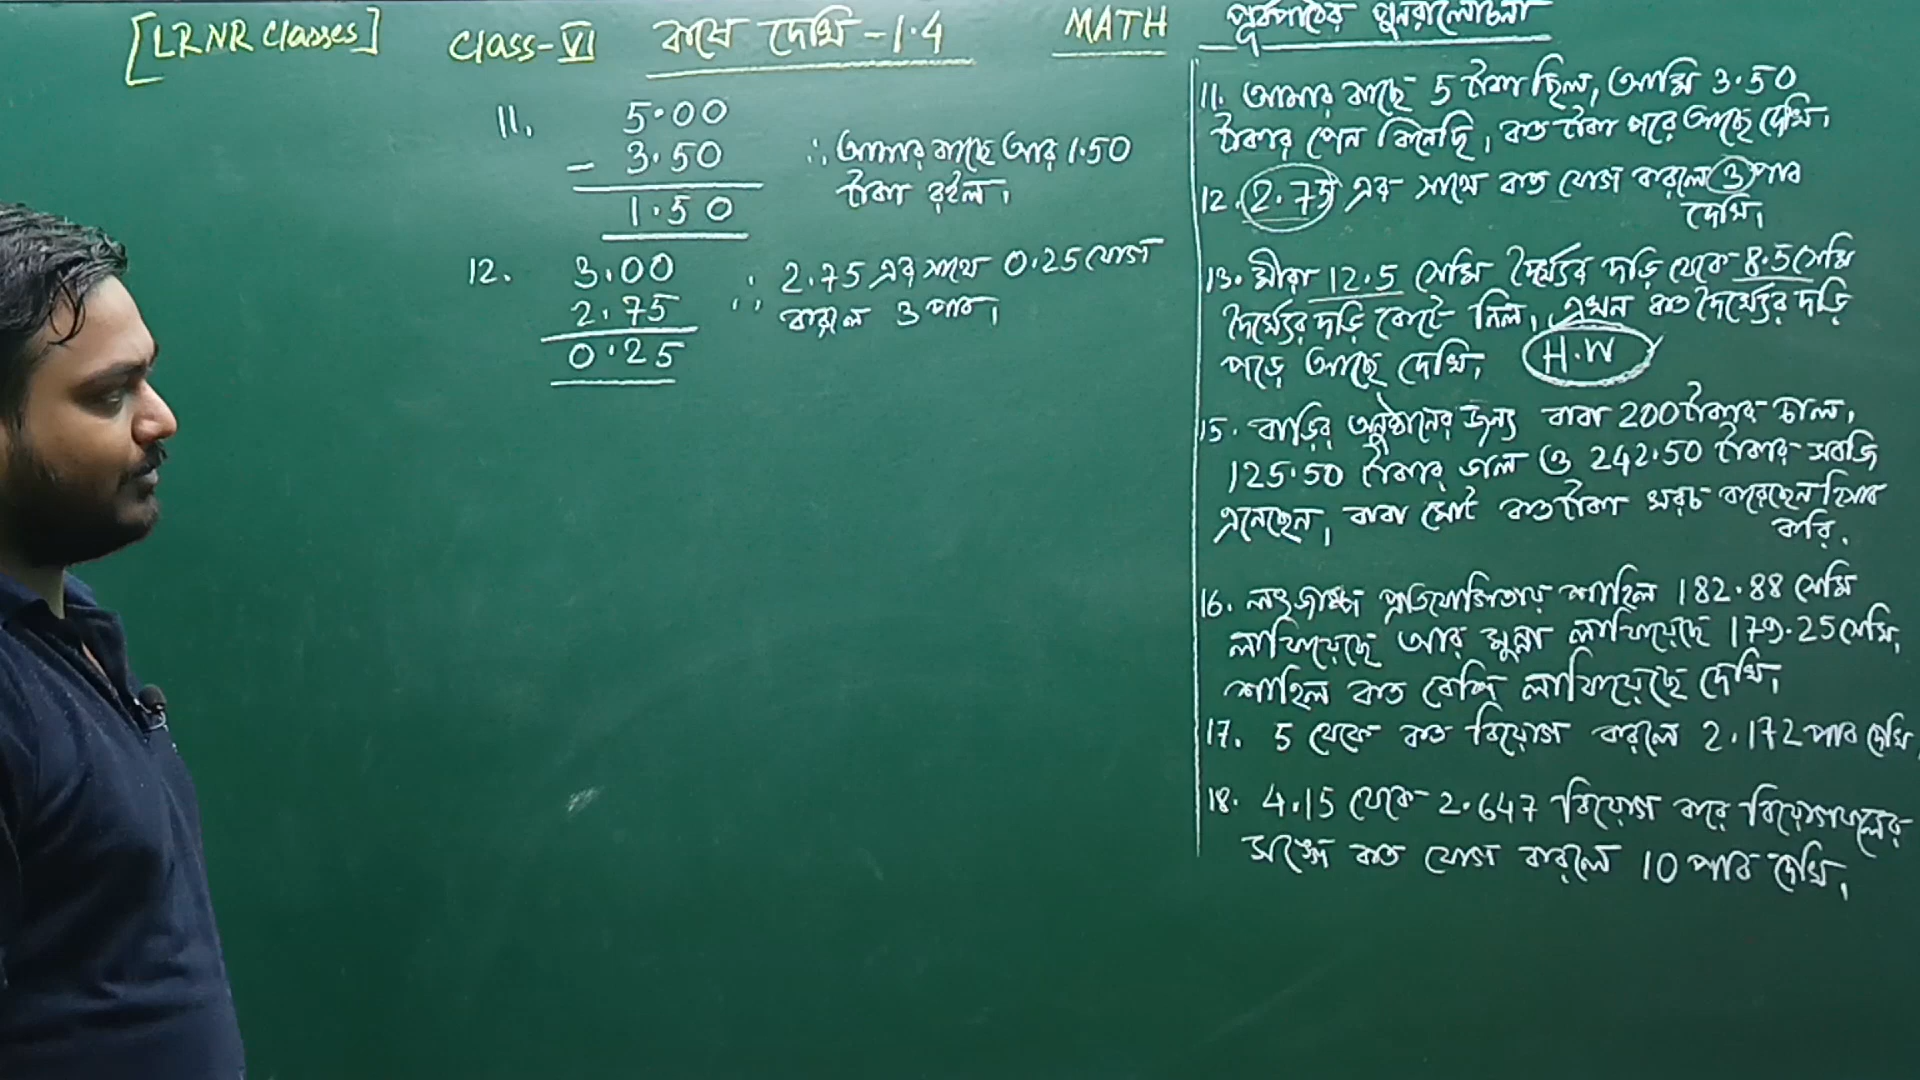 [LRNR Classes]
Class-VI কষে দেখি -1.4 MATH
পূর্বপাঠের পুনরালোচনা
11. 5.00
- 3.50
1.50
∴ আমার কাছে আর 1.50
টাকা রইল।
12. 3.00
2.75
0.25
∴ 2.75 এর সাথে 0.25 যোগ
করলে 3 পাব।
11. আমার কাছে 5 টাকা ছিল, আমি 3.50
টাকার পেন কিনেছি, কত টাকা পরে আছে দেখি।
12. 2.75 এর সাথে কত যোগ করলে 3 পাব
দেখি।
13. মীরা 12.5 সেমি দৈর্ঘ্যের দড়ি থেকে 8.5 সেমি
দৈর্ঘ্যের দড়ি কেটে নিল, এখন কত দৈর্ঘ্যের দড়ি
পড়ে আছে দেখি। H.W
15. বাড়ির অনুষ্ঠানের জন্য বাবা 200 টাকার চাল,
125.50 টাকার ডাল ও 242.50 টাকার সবজি
এনেছেন, বাবা মোট কত টাকা খরচ করেছেন হিসাব
করি।
16. লংজাম্প প্রতিযোগিতায় শাহিল 182.88 সেমি
লাফিয়েছে আর মুন্না লাফিয়েছে 179.25 সেমি,
শাহিল কত বেশি লাফিয়েছে দেখি।
17. 5 থেকে কত বিয়োগ করলে 2.172 পাব দেখি
18. 4.15 থেকে 2.647 বিয়োগ করে বিয়োগফলের
সঙ্গে কত যোগ করলে 10 পাব দেখি।